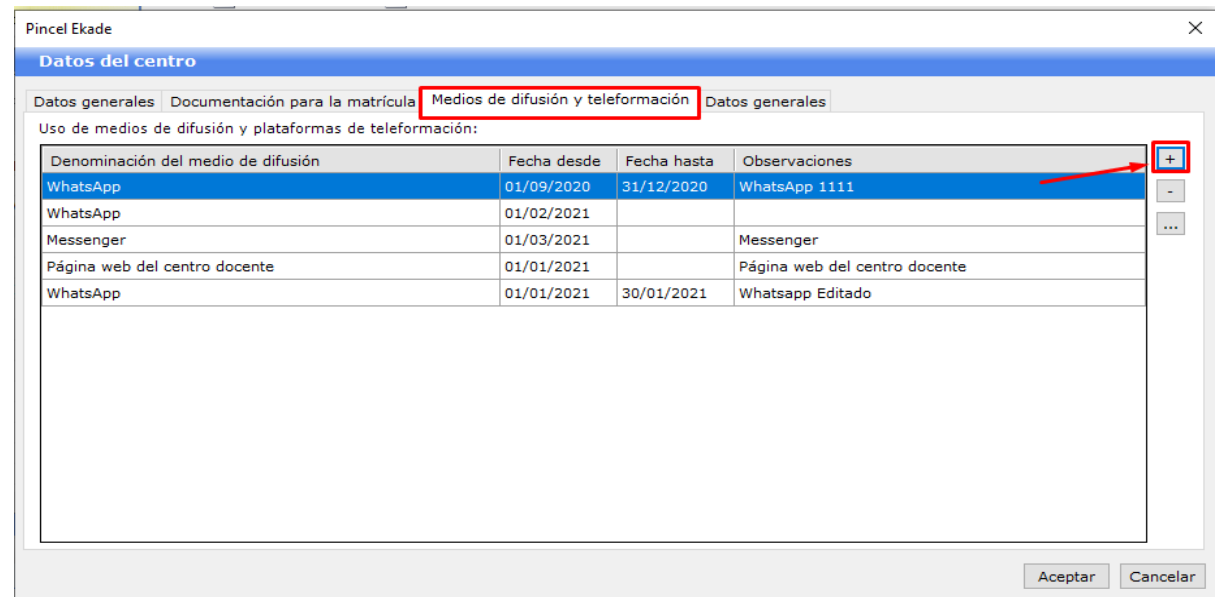 Pincel Ekade
Datos del centro
Datos generales Documentación para la matrícula Medios de difusión y teleformación Datos generales
Uso de medios de difusión y plataformas de teleformación:
Denominación del medio de difusión Fecha desde Fecha hasta Observaciones
WhatsApp 01/09/2020 31/12/2020 WhatsApp 1111
WhatsApp 01/02/2021
Messenger 01/03/2021 Messenger
Página web del centro docente 01/01/2021 Página web del centro docente
WhatsApp 01/01/2021 30/01/2021 Whatsapp Editado
+
-
...
Aceptar Cancelar